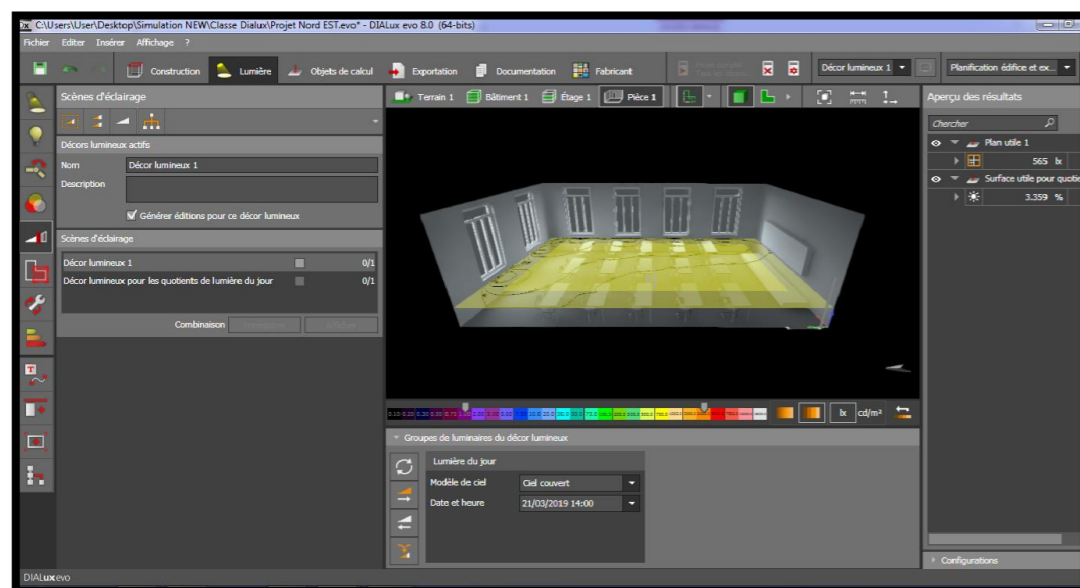 C:\Users\User\Desktop\Simulation NEW\Classe Dialux\Projet Nord EST.evo* - DIALux evo 8.0 (64-bits)
Fichier Editer Insérer Affichage ?
Construction Lumière Objets de calcul Exportation Documentation Fabricant Décor lumineux 1 Planification édifice et ex...
Scènes d'éclairage
Terrain 1 Bâtiment 1 Étage 1 Pièce 1
Aperçu des résultats
Chercher
Décors lumineux actifs
Plan utile 1
Nom Décor lumineux 1
565 lx
Description
Surface utile pour quotie
3.359 %
Générer éditions pour ce décor lumineux
Scènes d'éclairage
Décor lumineux 1 0/1
Décor lumineux pour les quotients de lumière du jour 0/1
Combinaison
lx cd/m²
Groupes de luminaires du décor lumineux
Lumière du jour
Modèle de ciel Ciel couvert
Date et heure 21/03/2019 14:00
Configurations
DIALux evo